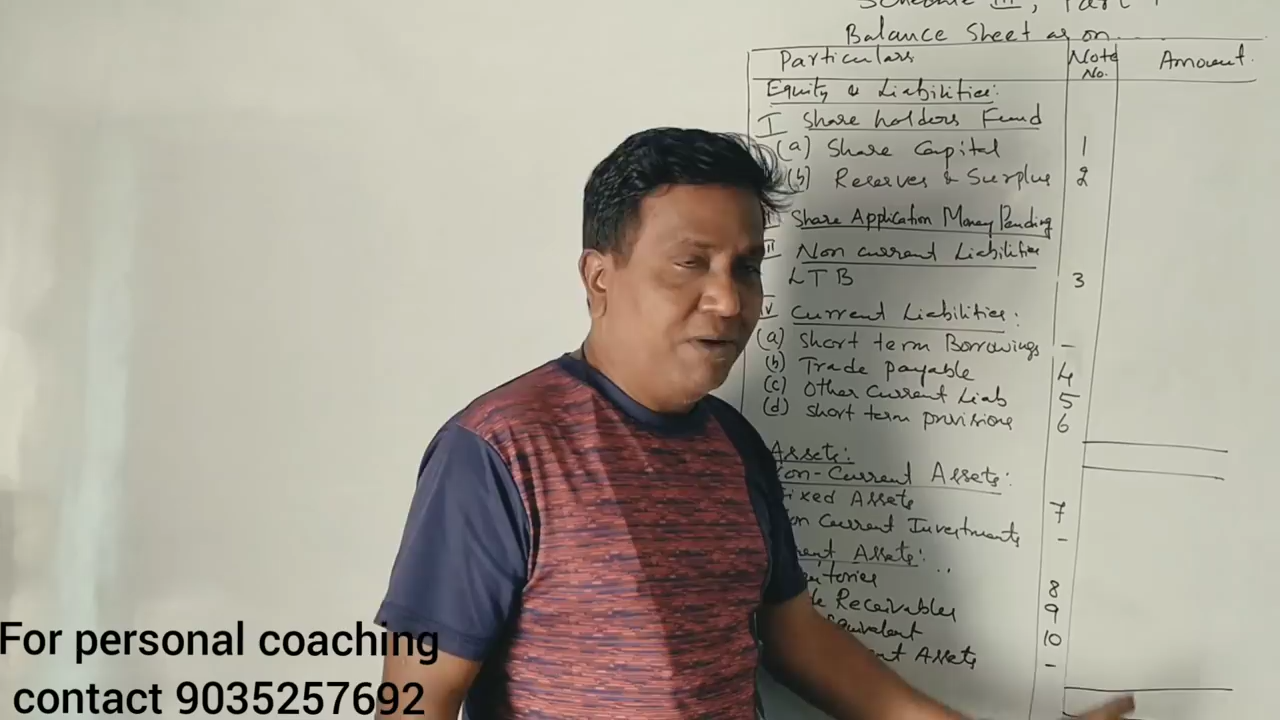 Balance Sheet as on.....
Particulars Note No. Amount.
Equity & Liabilities:
I Share holders Fund
(a) Share Capital 1
(b) Reserves & Surplus 2
Share Application Money Pending
Non current Liabilities
LTB 3
Current Liabilities:
(a) Short term Borrowings -
(b) Trade Payable 4
(c) Other Current Liab 5
(d) Short term provisions 6
Assets:
Non-Current Assets:
Fixed Assets 7
Current Investments -
Assets:
8
Receivables 9
10
Assets -
For personal coaching
contact 9035257692